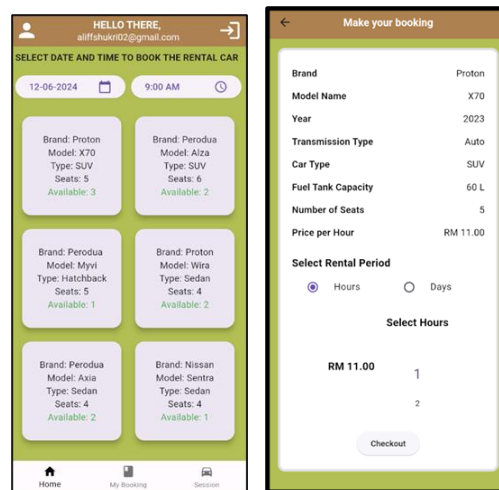 HELLO THERE,
aliffshukri02@gmail.com
SELECT DATE AND TIME TO BOOK THE RENTAL CAR
12-06-2024
9:00 AM
Brand: Proton
Model: X70
Type: SUV
Seats: 5
Available: 3
Brand: Perodua
Model: Alza
Type: SUV
Seats: 6
Available: 2
Brand: Perodua
Model: Myvi
Type: Hatchback
Seats: 5
Available: 1
Brand: Proton
Model: Wira
Type: Sedan
Seats: 4
Available: 2
Brand: Perodua
Model: Axia
Type: Sedan
Seats: 4
Available: 2
Brand: Nissan
Model: Sentra
Type: Sedan
Seats: 4
Available: 1
Home My Booking Session
Make your booking
Brand Proton
Model Name X70
Year 2023
Transmission Type Auto
Car Type SUV
Fuel Tank Capacity 60 L
Number of Seats 5
Price per Hour RM 11.00
Select Rental Period
Hours Days
Select Hours
RM 11.00 1
2
Checkout